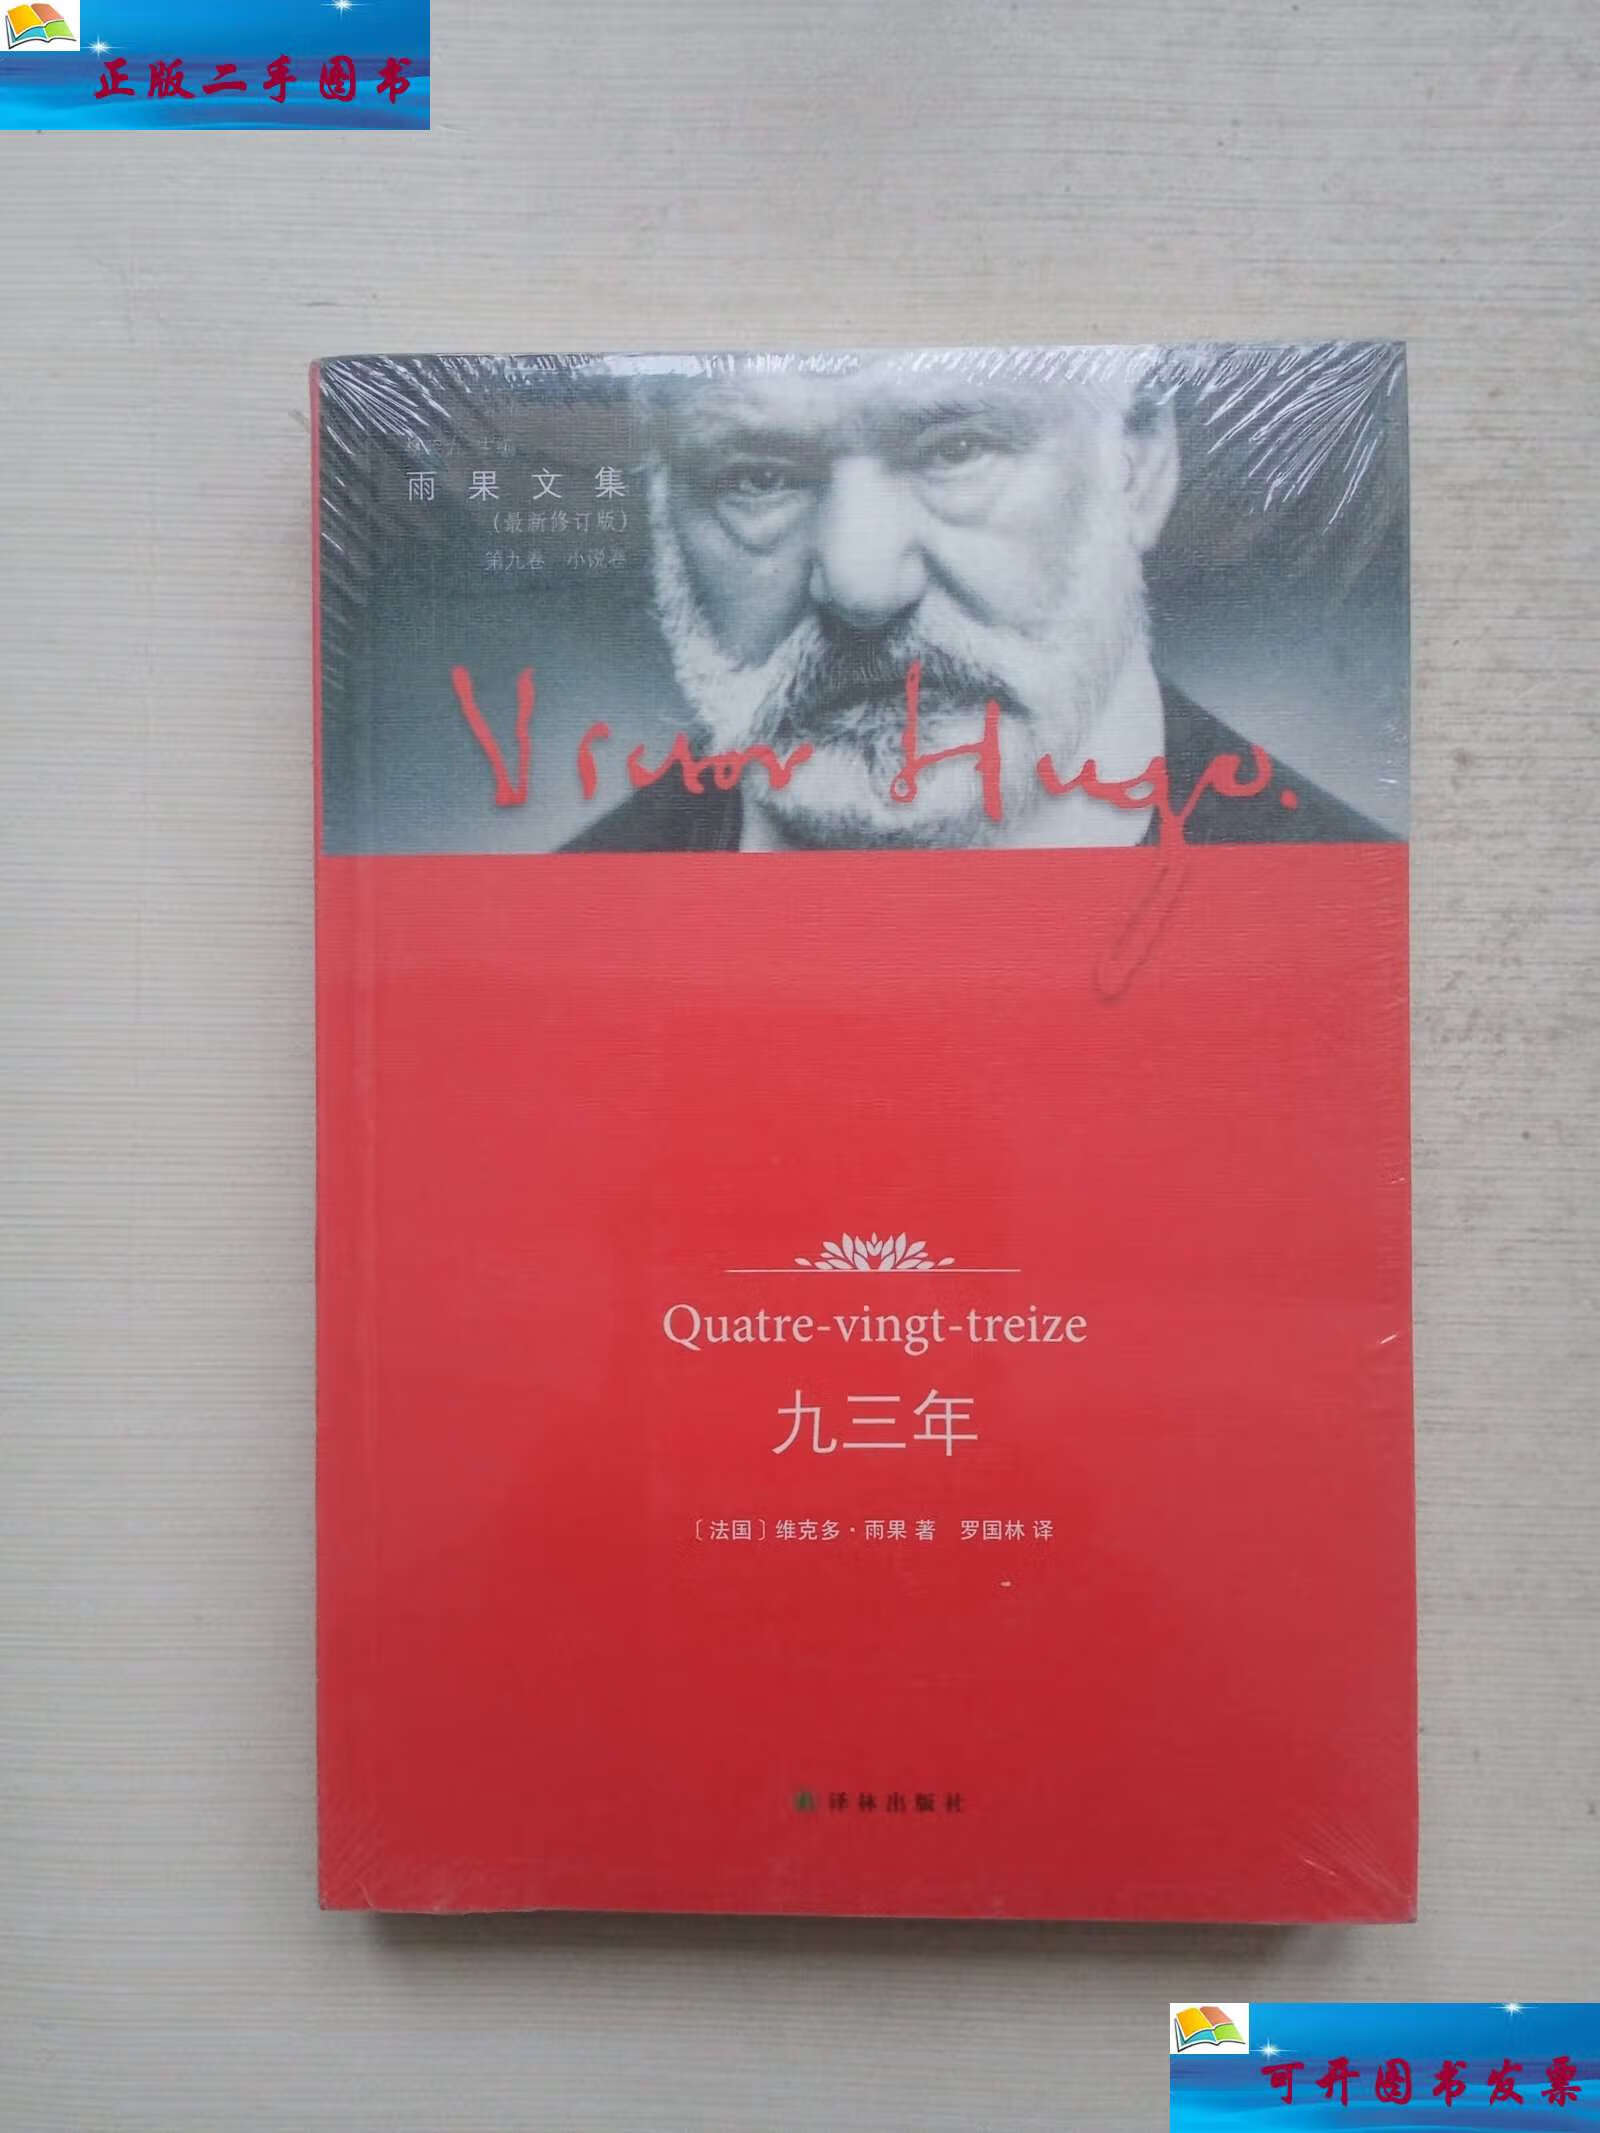 正版二手图书
雨果文集
(最新修订版)
第九卷 小说卷
Victor Hugo.
Quatre-vingt-treize
九三年
〔法国〕维克多·雨果 著 罗国林 译
译林出版社
可开图书发票